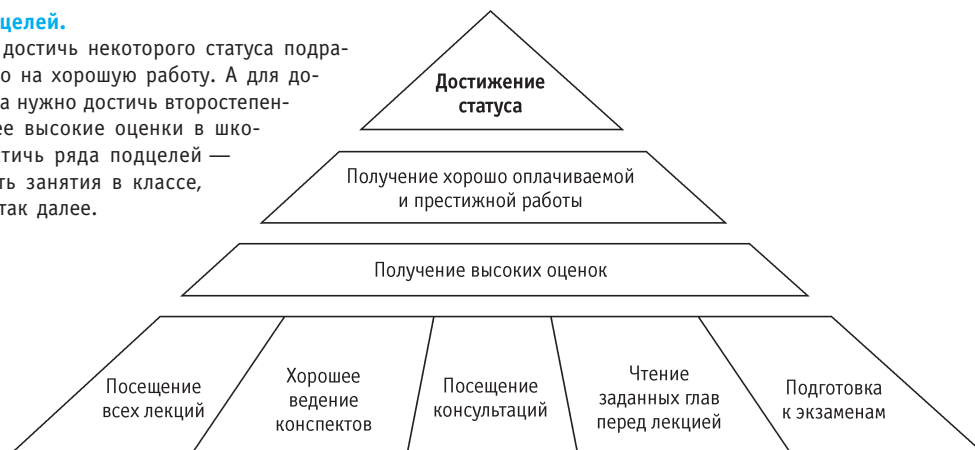 целей.
достичь некоторого статуса подра-
о на хорошую работу. А для до-
а нужно достичь второстепен-
ее высокие оценки в шко-
тичь ряда подцелей —
ть занятия в классе,
так далее.
Достижение
статуса
Получение хорошо оплачиваемой
и престижной работы
Получение высоких оценок
Посещение
всех лекций
Хорошее
ведение
конспектов
Посещение
консультаций
Чтение
заданных глав
перед лекцией
Подготовка
к экзаменам